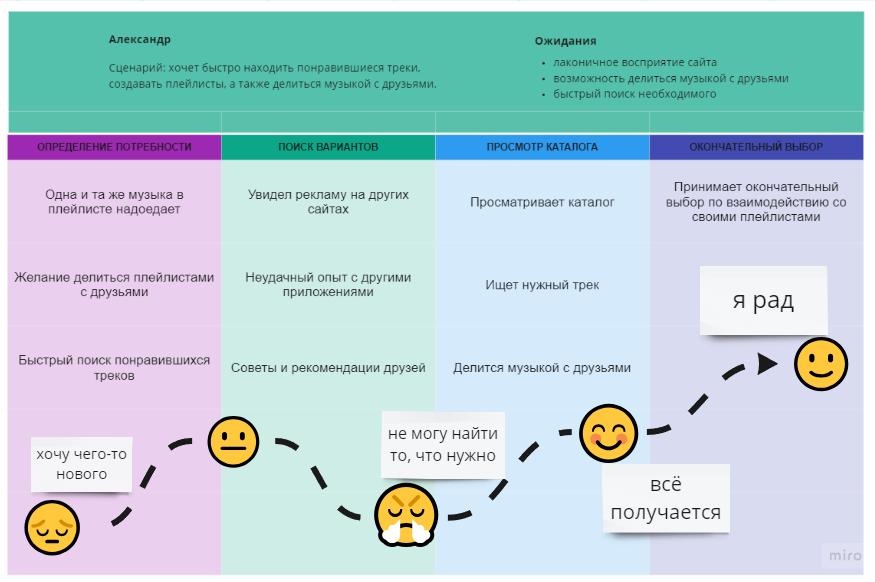 Александр
Сценарий: хочет быстро находить понравившиеся треки,
создавать плейлисты, а также делиться музыкой с друзьями.
Ожидания
• лаконичное восприятие сайта
• возможность делиться музыкой с друзьями
• быстрый поиск необходимого
ОПРЕДЕЛЕНИЕ ПОТРЕБНОСТИ
ПОИСК ВАРИАНТОВ
ПРОСМОТР КАТАЛОГА
ОКОНЧАТЕЛЬНЫЙ ВЫБОР
Одна и та же музыка в
плейлисте надоедает
Увидел рекламу на других
сайтах
Просматривает каталог
Принимает окончательный
выбор по взаимодействию со
своими плейлистами
Желание делиться плейлистами
с друзьями
Неудачный опыт с другими
приложениями
Ищет нужный трек
я рад
Быстрый поиск понравившихся
треков
Советы и рекомендации друзей
Делится музыкой с друзьями
хочу чего-то
нового
не могу найти
то, что нужно
всё
получается
miro